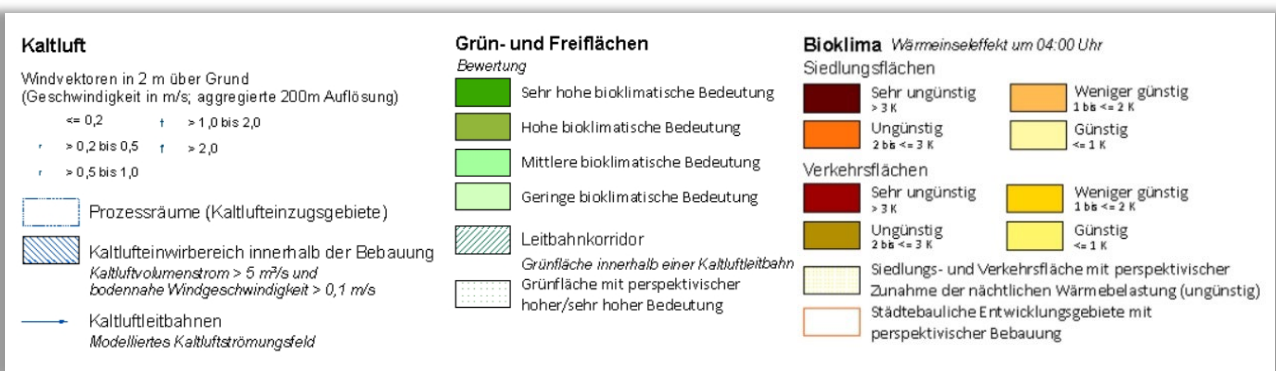 Kaltluft
Windvektoren in 2 m über Grund
(Geschwindigkeit in m/s; aggregierte 200m Auflösung)
<= 0,2
> 0,2 bis 0,5
> 0,5 bis 1,0
> 1,0 bis 2,0
> 2,0
Prozessräume (Kaltlufteinzugsgebiete)
Kaltlufteinwirbereich innerhalb der Bebauung
Kaltluftvolumenstrom > 5 m³/s und
bodennahe Windgeschwindigkeit > 0,1 m/s
Kaltluftleitbahnen
Modelliertes Kaltluftströmungsfeld
Grün- und Freiflächen
Bewertung
Sehr hohe bioklimatische Bedeutung
Hohe bioklimatische Bedeutung
Mittlere bioklimatische Bedeutung
Geringe bioklimatische Bedeutung
Leitbahnkorridor
Grünfläche innerhalb einer Kaltluftleitbahn
Grünfläche mit perspektivischer
hoher/sehr hoher Bedeutung
Bioklima Wärmeinseleffekt um 04:00 Uhr
Siedlungsflächen
Sehr ungünstig
> 3 K
Ungünstig
2 bis <= 3 K
Weniger günstig
1 bis <= 2 K
Günstig
<= 1 K
Verkehrsflächen
Sehr ungünstig
> 3 K
Ungünstig
2 bis <= 3 K
Weniger günstig
1 bis <= 2 K
Günstig
<= 1 K
Siedlungs- und Verkehrsfläche mit perspektivischer
Zunahme der nächtlichen Wärmebelastung (ungünstig)
Städtebauliche Entwicklungsgebiete mit
perspektivischer Bebauung